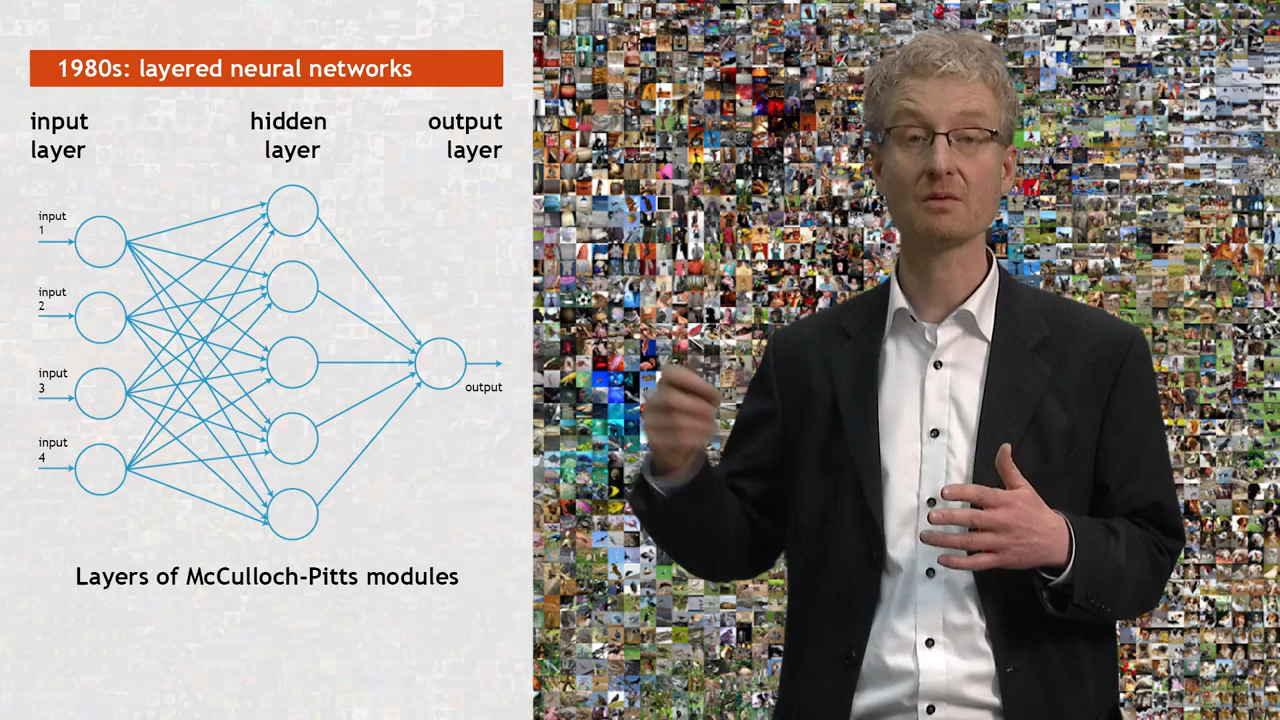 1980s: layered neural networks
input
layer
hidden
layer
output
layer
input
1
input
2
input
3
input
4
output
Layers of McCulloch-Pitts modules